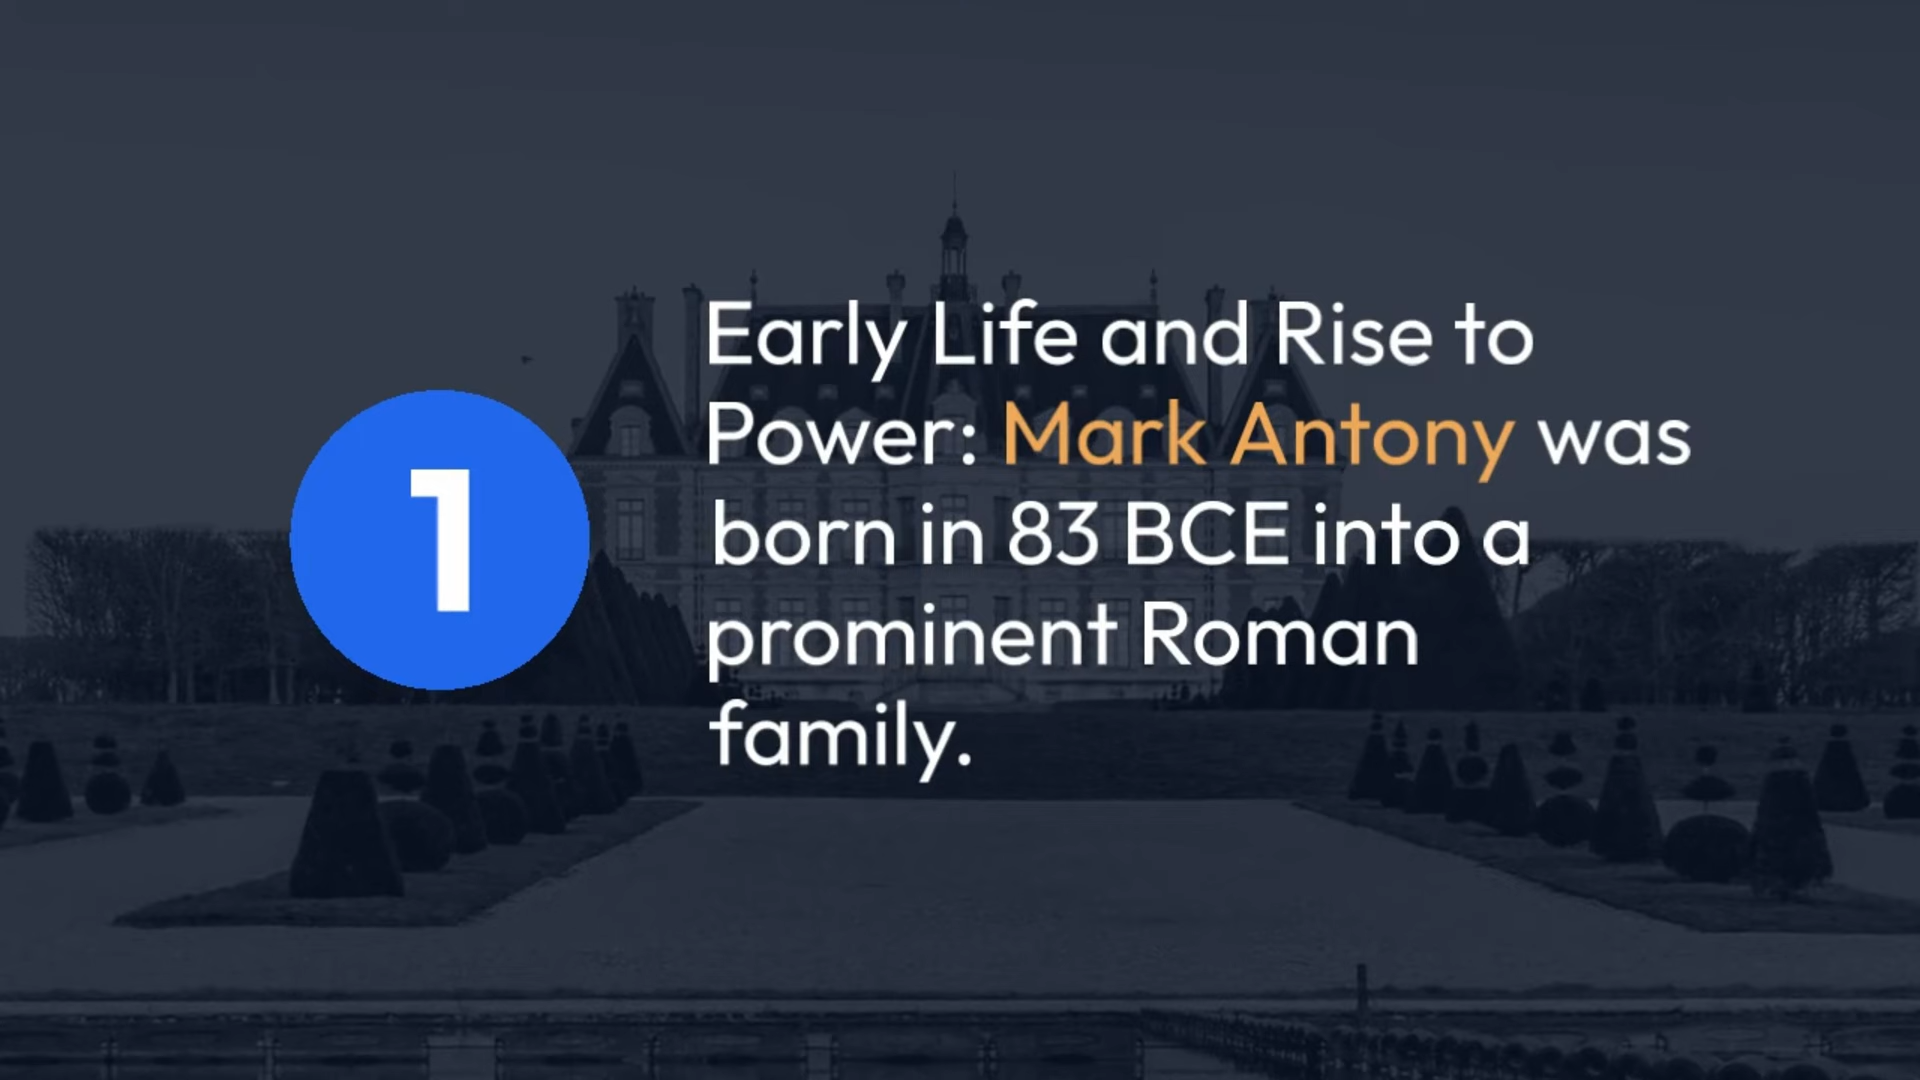 1
Early Life and Rise to
Power: Mark Antony was
born in 83 BCE into a
prominent Roman
family.